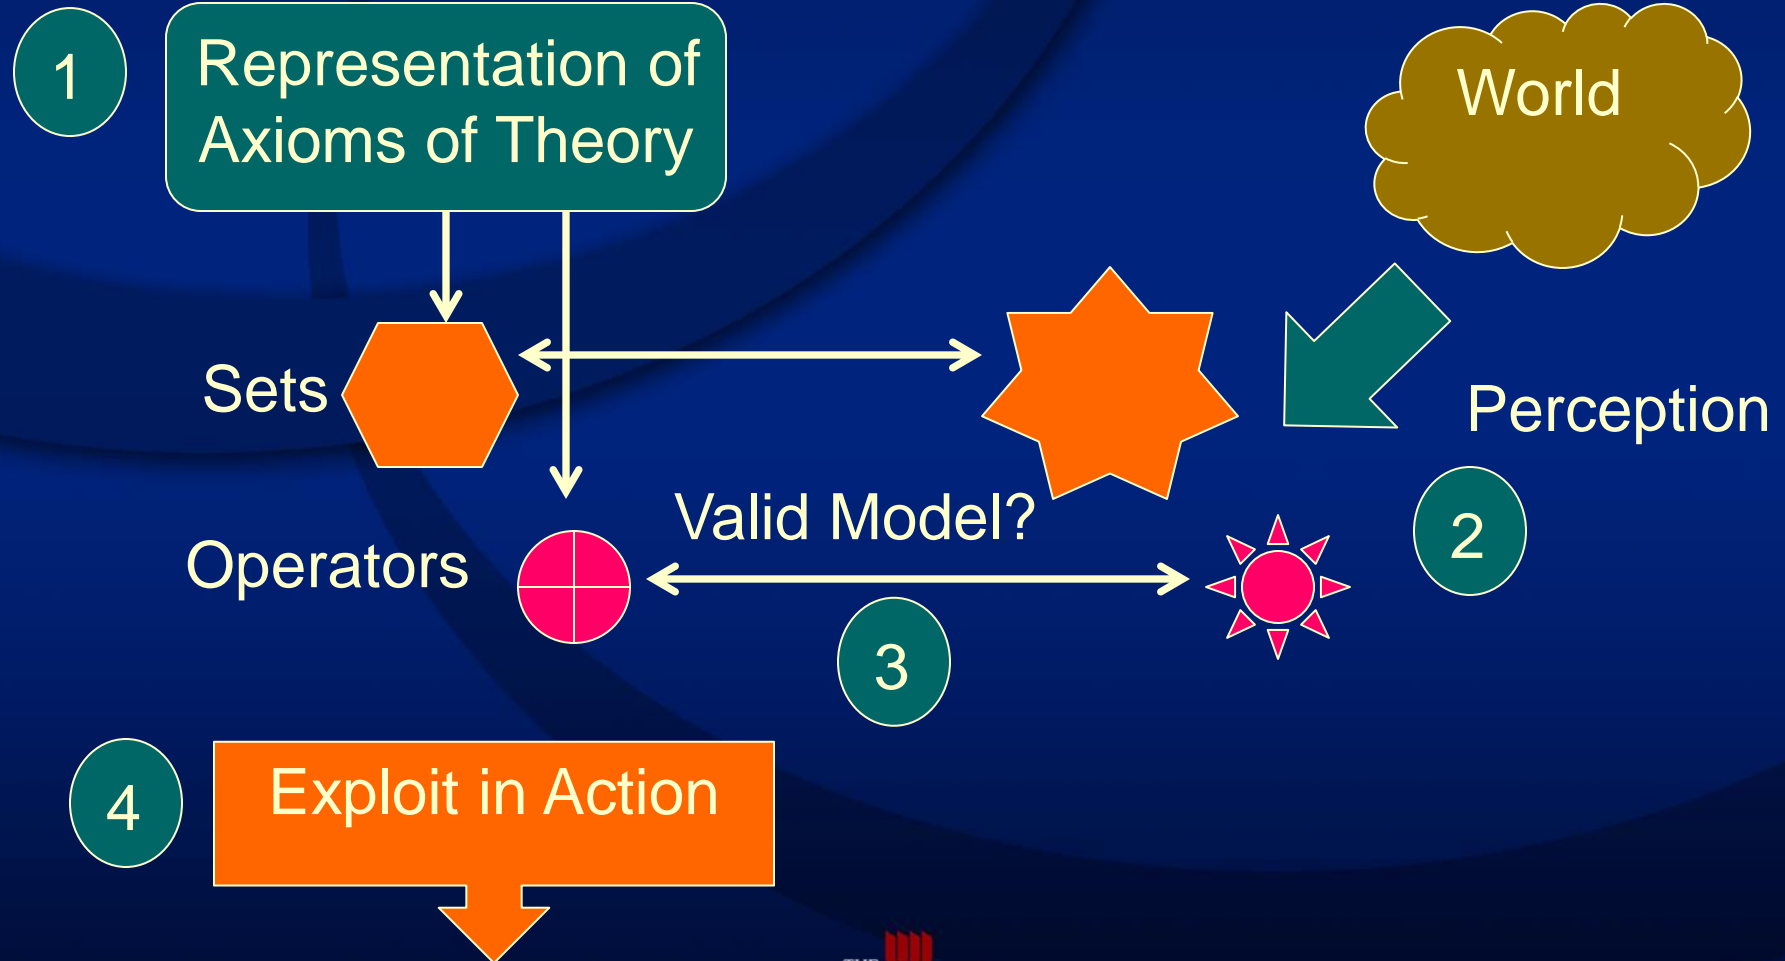 1
Representation of
Axioms of Theory
World
Sets
Perception
Valid Model?
2
Operators
3
4
Exploit in Action